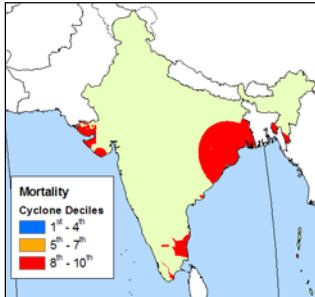 Mortality
Cyclone Deciles
1st - 4th
5th - 7th
8th - 10th